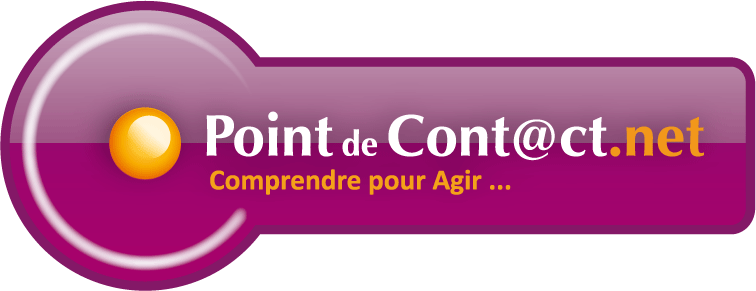 Point de Cont@ct.net
Comprendre pour Agir ...